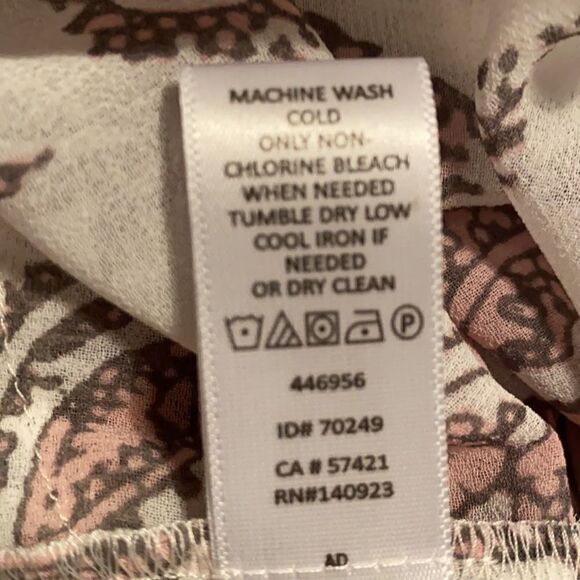 MACHINE WASH
COLD
ONLY NON-
CHLORINE BLEACH
WHEN NEEDED
TUMBLE DRY LOW
COOL IRON IF
NEEDED
OR DRY CLEAN
P
446956
ID# 70249
CA # 57421
RN#140923
AD